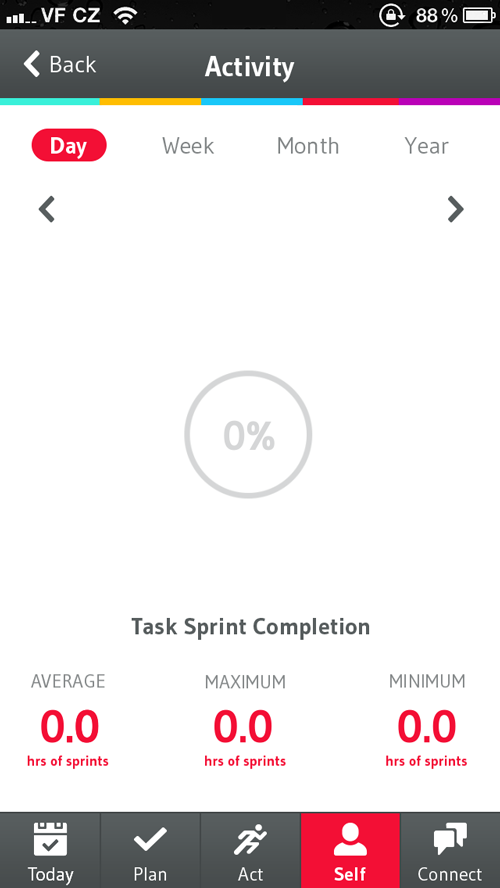 VF CZ 88 %
Back Activity
Day Week Month Year
0%
Task Sprint Completion
AVERAGE MAXIMUM MINIMUM
0.0 0.0 0.0
hrs of sprints hrs of sprints hrs of sprints
Today Plan Act Self Connect